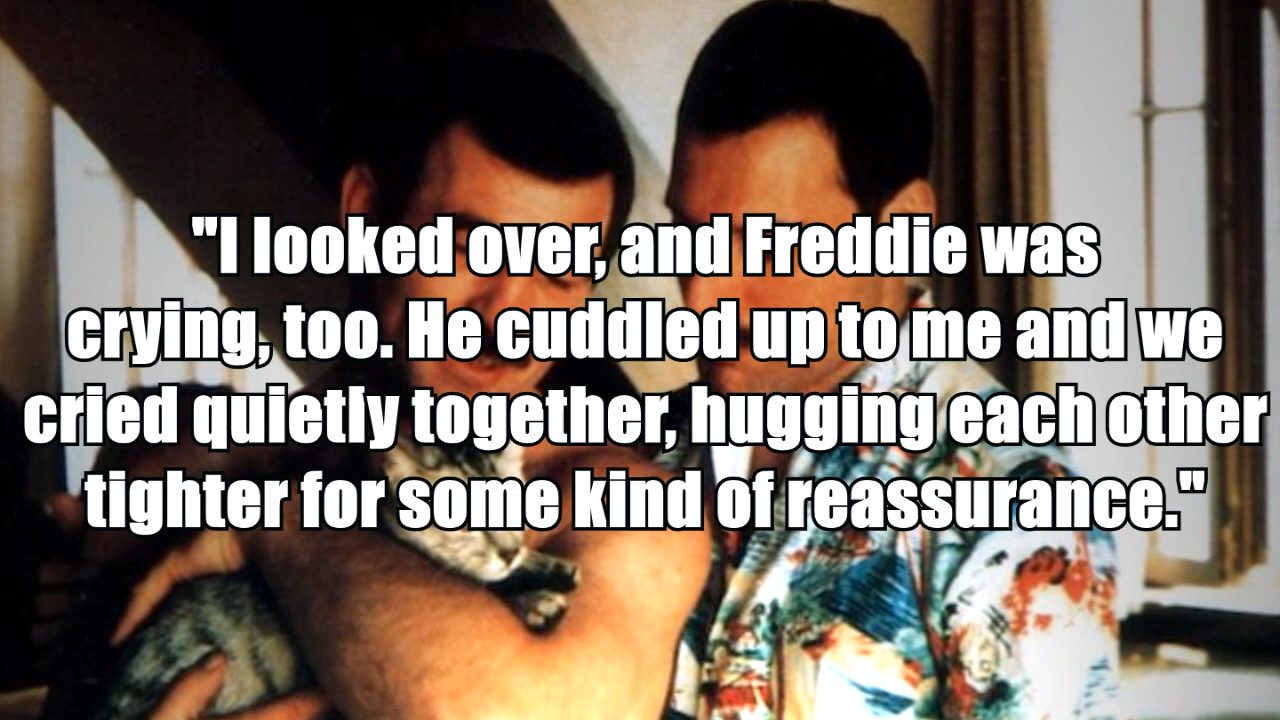 "I looked over, and Freddie was
crying, too. He cuddled up to me and we
cried quietly together, hugging each other
tighter for some kind of reassurance."